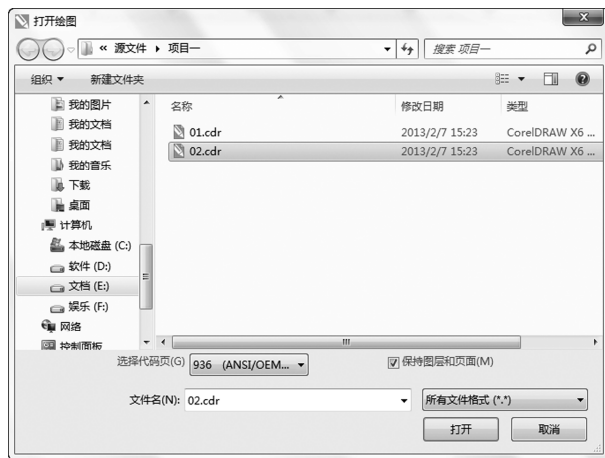 打开绘图
« 源文件 ▸ 项目一
搜索 项目一
组织 ▼ 新建文件夹
名称 修改日期 类型
我的图片
我的文档
我的文档
我的音乐
下载
桌面
计算机
本地磁盘 (C:)
软件 (D:)
文档 (E:)
娱乐 (F:)
网络
控制面板
01.cdr 2013/2/7 15:23 CorelDRAW X6 ...
02.cdr 2013/2/7 15:23 CorelDRAW X6 ...
选择代码页(G) 936 (ANSI/OEM... 保持图层和页面(M)
文件名(N): 02.cdr 所有文件格式 (*.*)
打开 取消